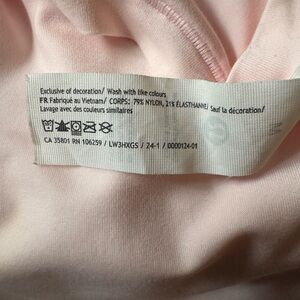 Exclusive of decoration/ Wash with like colours
FR Fabriqué au Vietnam/ CORPS: 79% NYLON, 21% ÉLASTHANNE/ Sauf la décoration/
Lavage avec des couleurs similaires
CA 35801 RN 106259 / LW3HXGS / 24-1 / 0000124-01